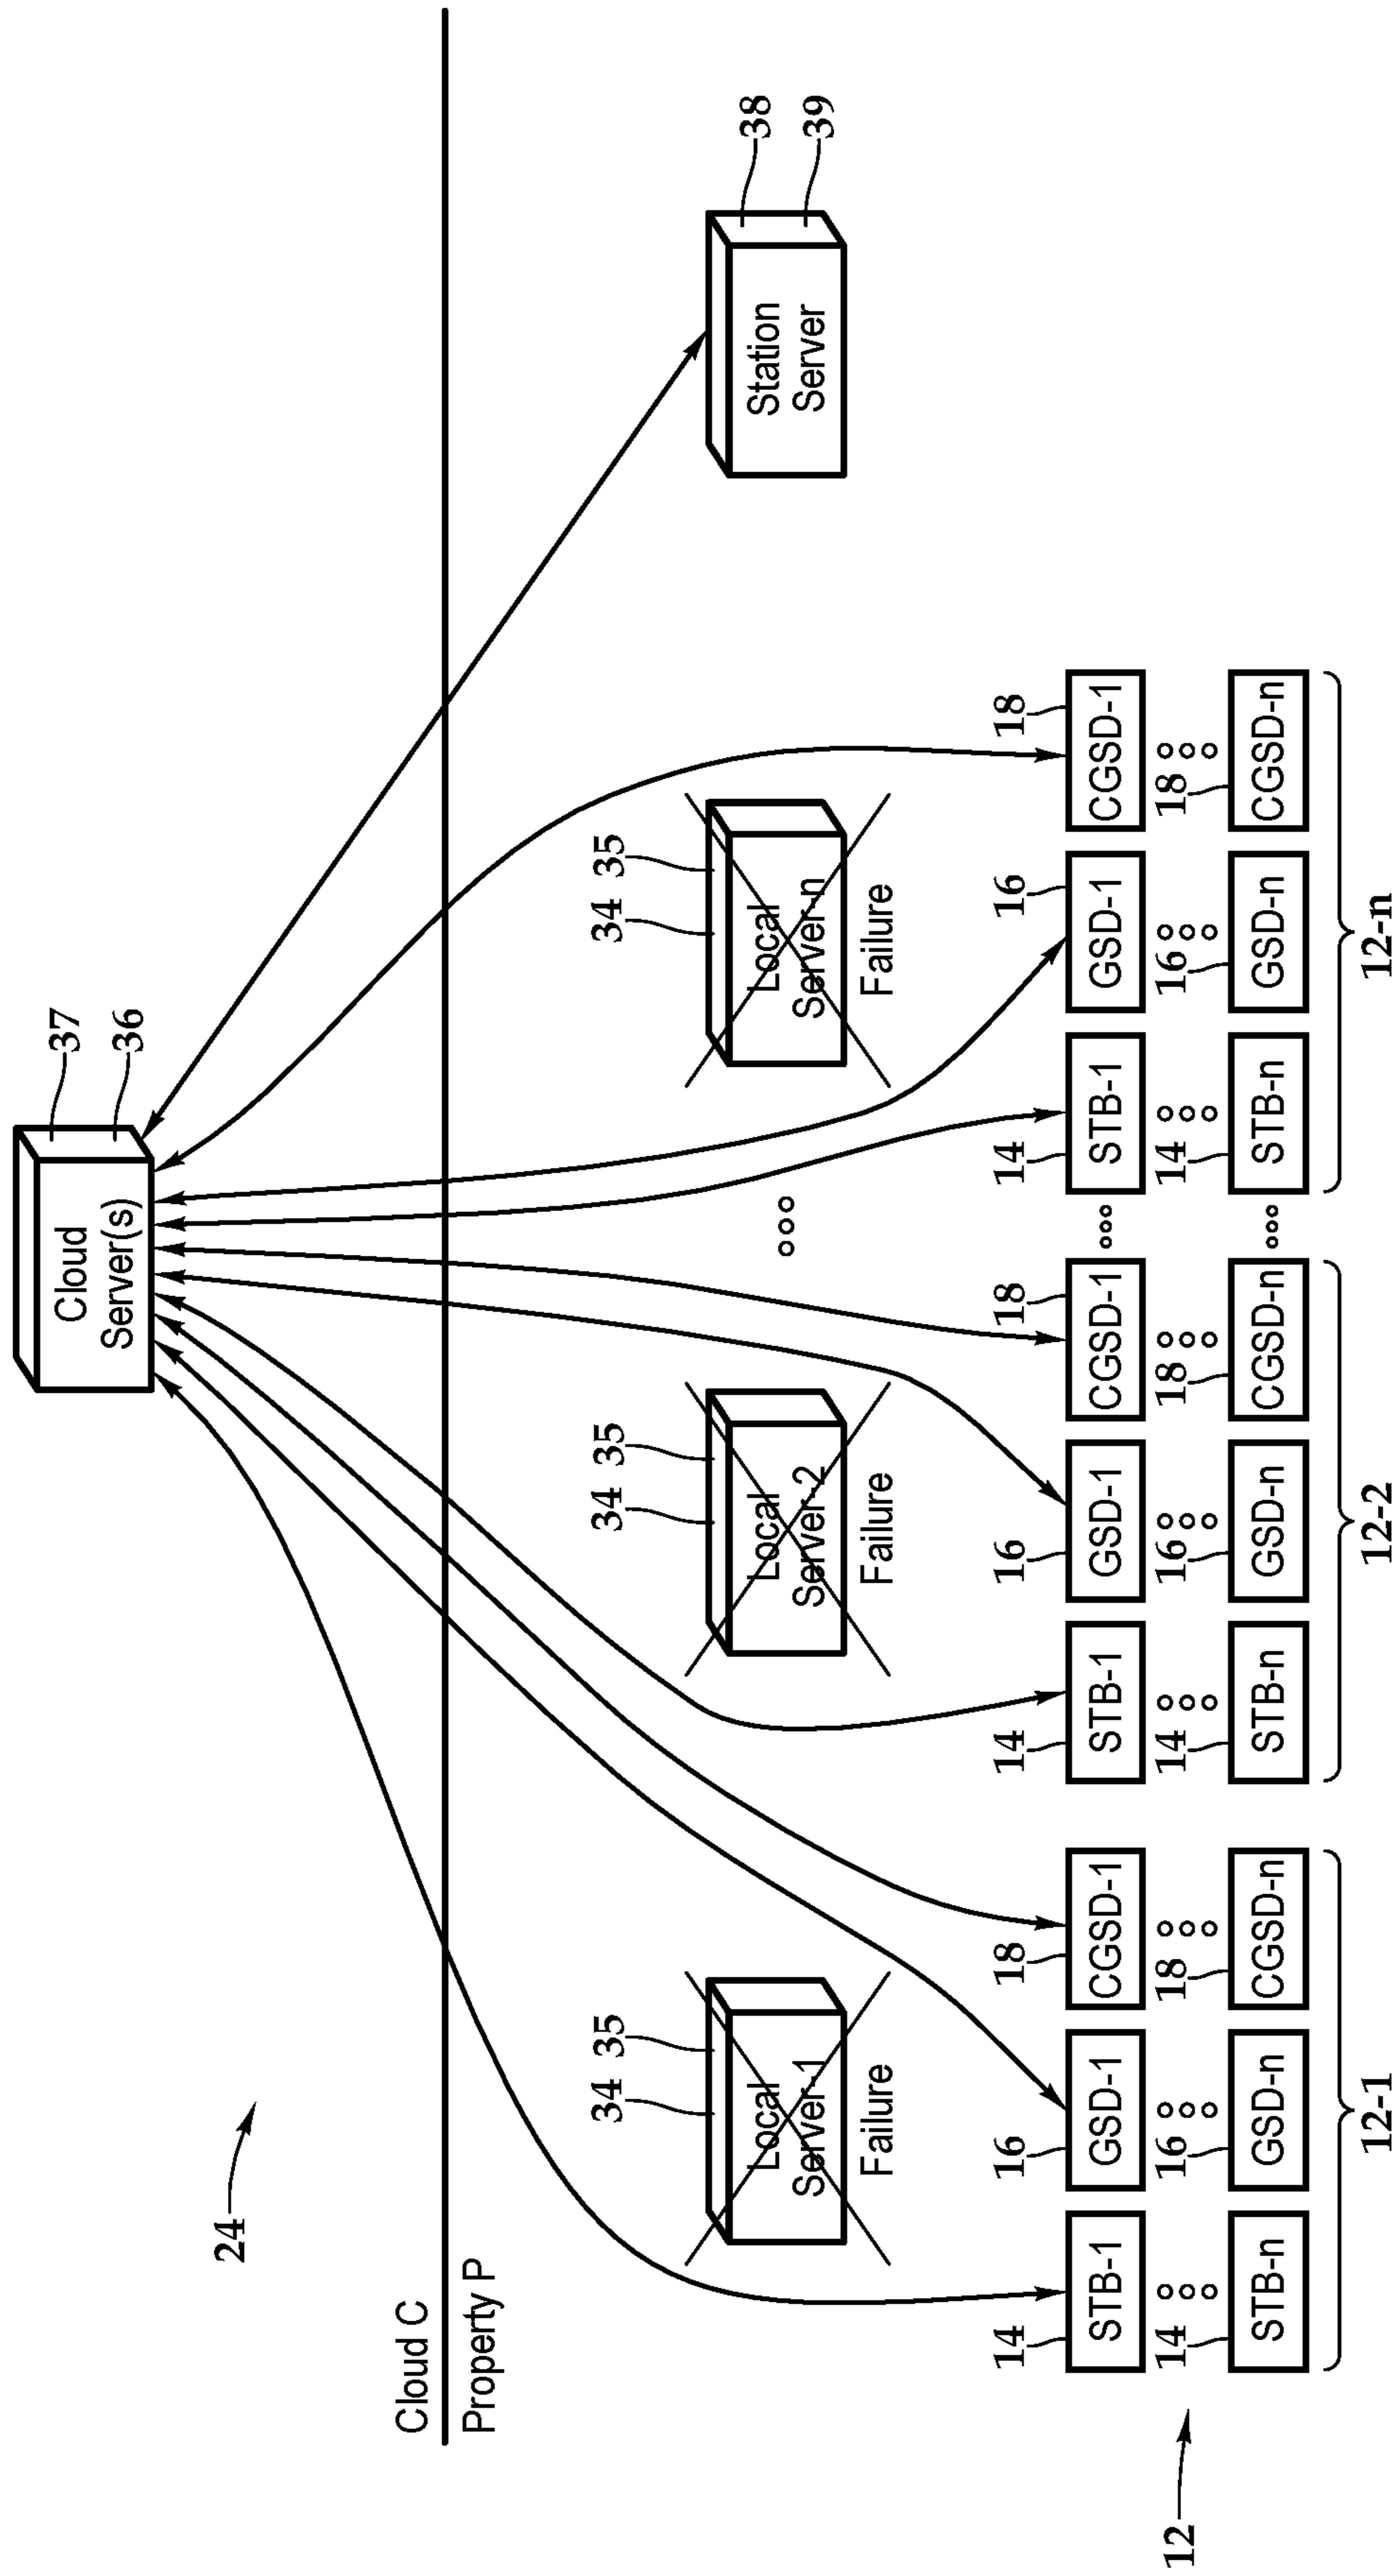 24
Cloud
Server(s)
37
36
Cloud C
Property P
34 35
Local
Server-1
Failure
34 35
Local
Server-2
Failure
34 35
Local
Server-n
Failure
Station
Server
38
39
14 16 18
STB-1 GSD-1 CGSD-1
14 16 18
STB-n GSD-n CGSD-n
12-1
14 16 18
STB-1 GSD-1 CGSD-1
14 16 18
STB-n GSD-n CGSD-n
12-2
14 16 18
STB-1 GSD-1 CGSD-1
14 16 18
STB-n GSD-n CGSD-n
12-n
12